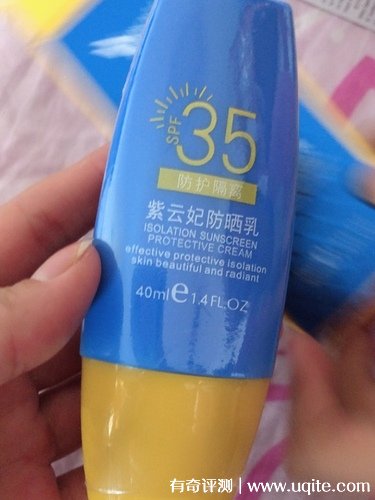 SPF 35
防护隔离
紫云妃防晒乳
ISOLATION SUNSCREEN
PROTECTIVE CREAM
effective protective isolation
skin beautiful and radiant
40ml e 1.4FL.OZ
有奇评测 | www.uqite.com